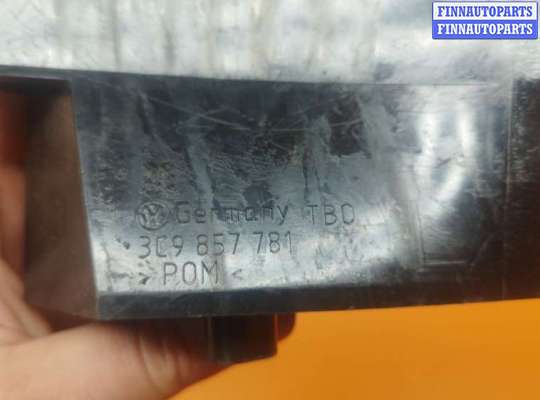 FINNAUTOPARTS
FINNAUTOPARTS
Germany TBO
3C9 857 781
> POM <